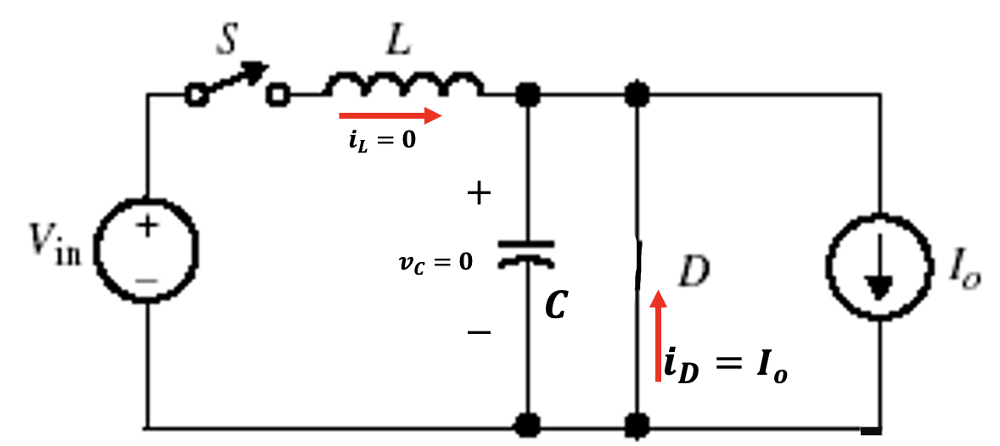 S
L
i_L = 0
+
V_in
+
−
v_C = 0
C
−
D
I_o
i_D = I_o